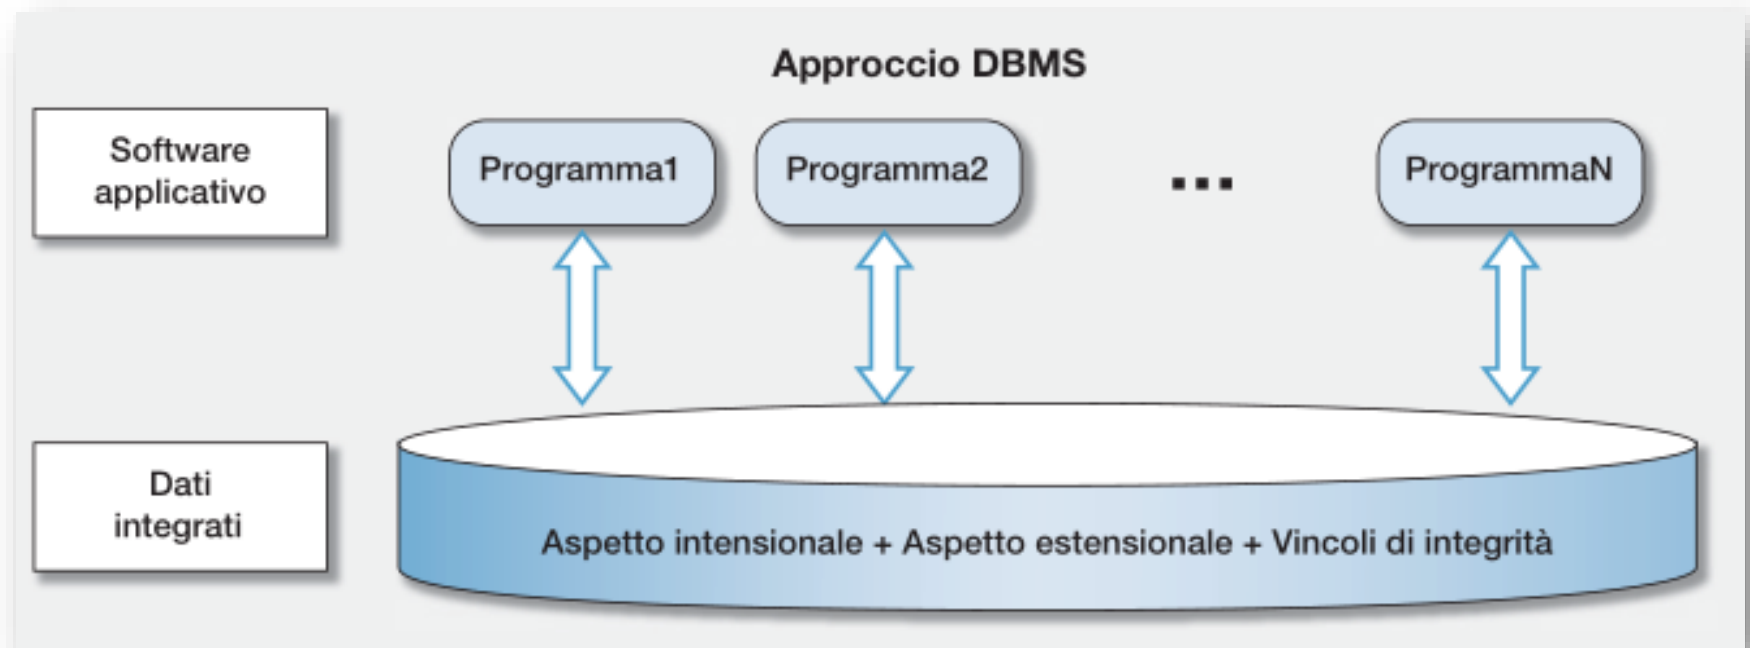 Approccio DBMS
Software
applicativo
Programma1
Programma2
...
ProgrammaN
Dati
integrati
Aspetto intensionale + Aspetto estensionale + Vincoli di integrità